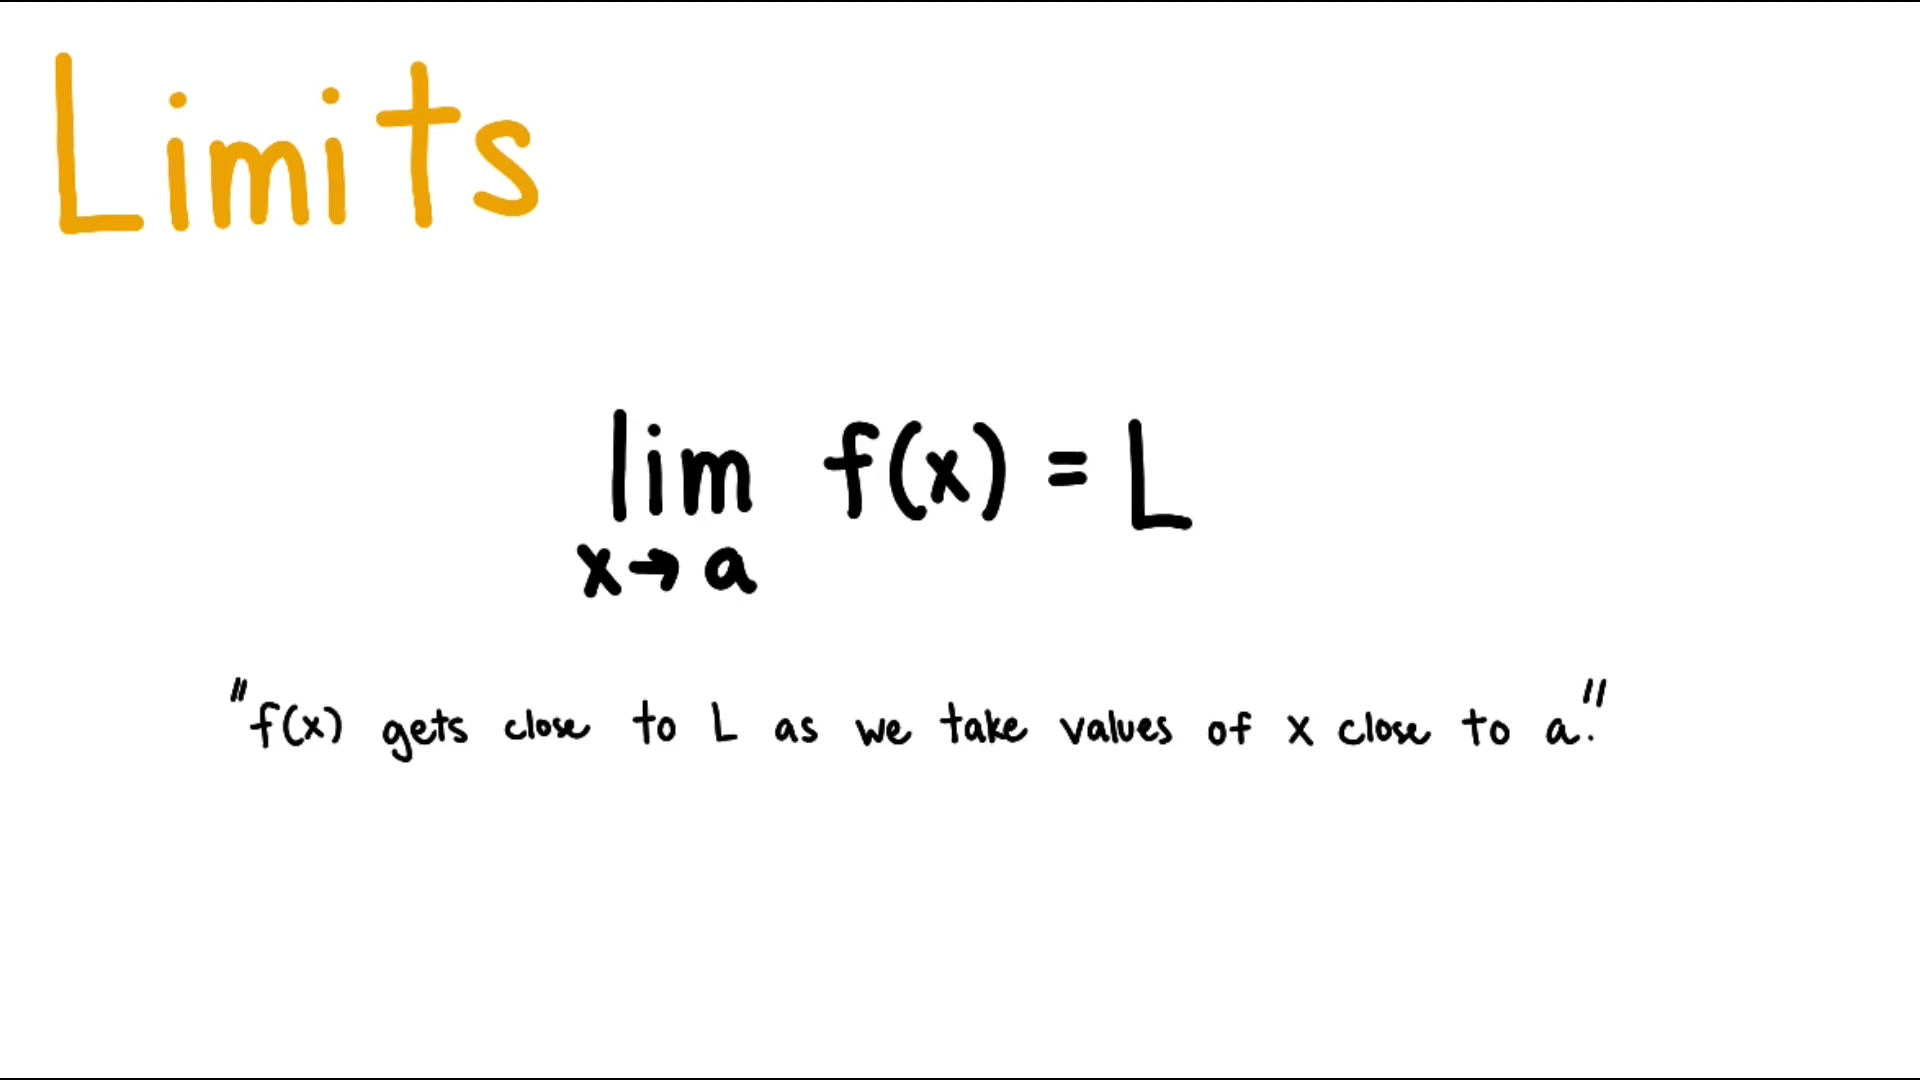 Limits
lim f(x) = L
x→a
"f(x) gets close to L as we take values of x close to a."